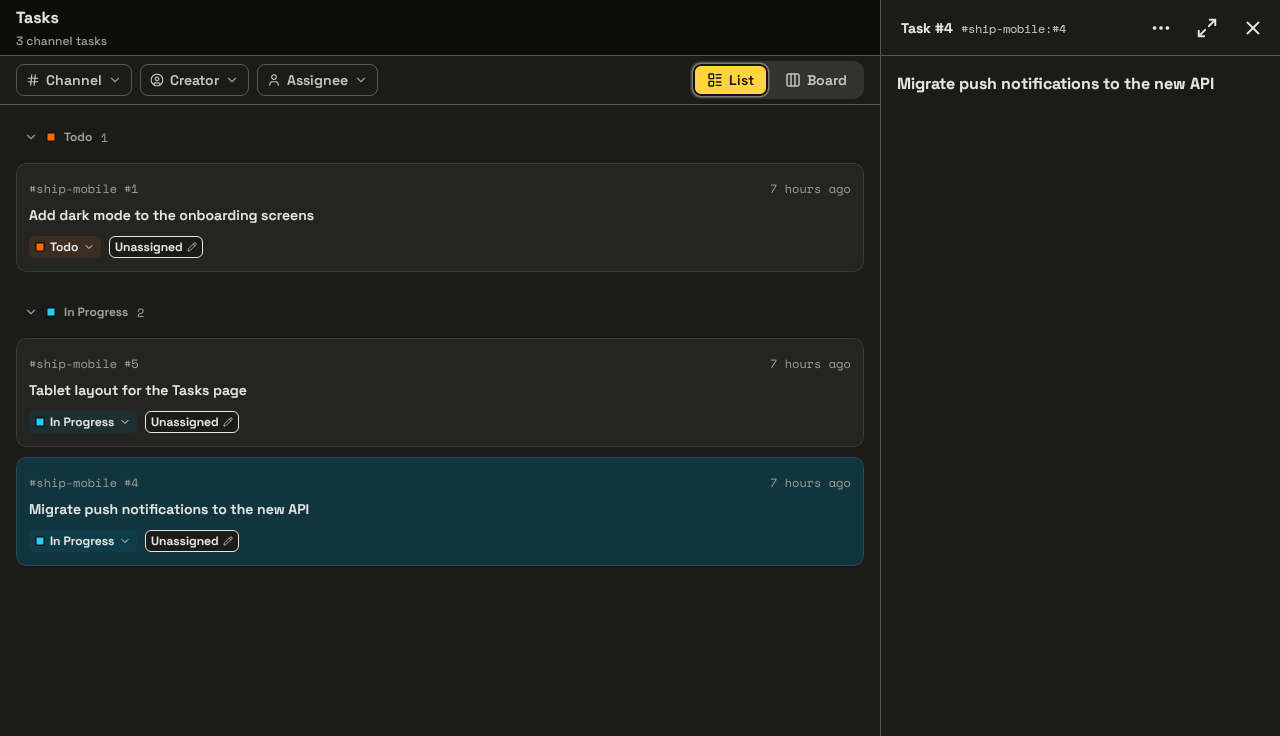 Tasks
3 channel tasks
Channel
Creator
Assignee
List
Board
Todo 1
#ship-mobile #1
7 hours ago
Add dark mode to the onboarding screens
Todo
Unassigned
In Progress 2
#ship-mobile #5
7 hours ago
Tablet layout for the Tasks page
In Progress
Unassigned
#ship-mobile #4
7 hours ago
Migrate push notifications to the new API
In Progress
Unassigned
Task #4 #ship-mobile:#4
Migrate push notifications to the new API